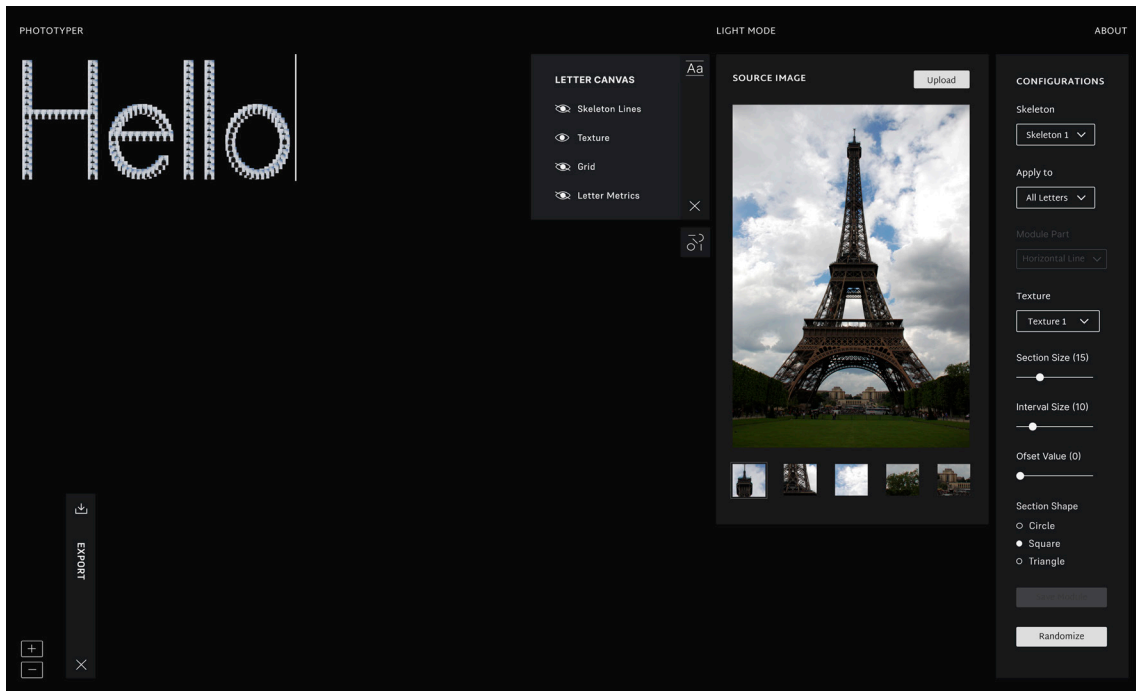 PHOTOTYPER
LIGHT MODE
ABOUT
Hello
LETTER CANVAS
Skeleton Lines
Texture
Grid
Letter Metrics
Aa
SOURCE IMAGE
Upload
CONFIGURATIONS
Skeleton
Skeleton 1
Apply to
All Letters
Module Part
Horizontal Line
Texture
Texture 1
Section Size (15)
Interval Size (10)
Ofset Value (0)
Section Shape
Circle
Square
Triangle
Randomize
EXPORT